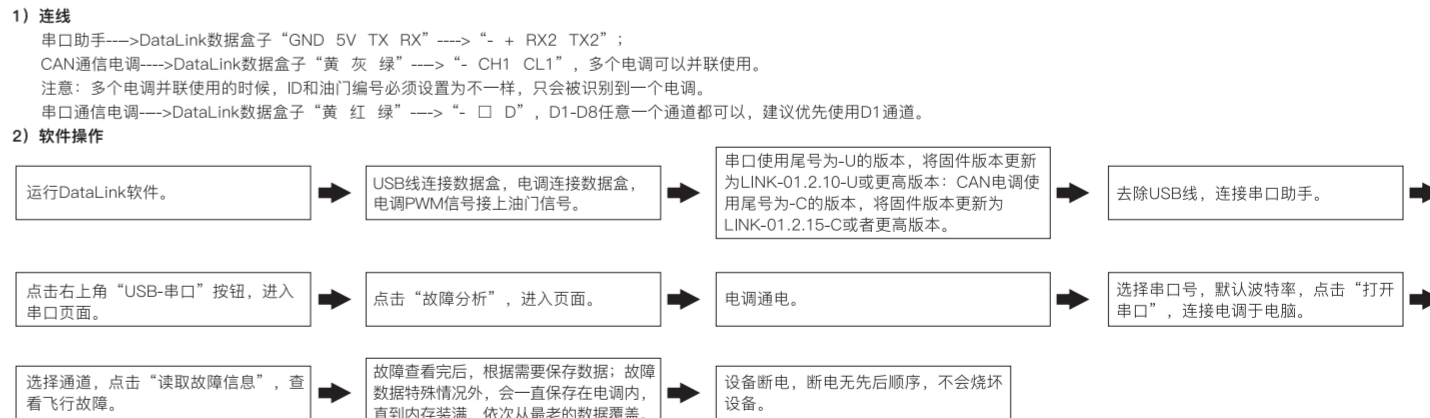 1）连线
串口助手---->DataLink数据盒子“GND 5V TX RX”---->“- + RX2 TX2”；
CAN通信电调---->DataLink数据盒子“黄 灰 绿”---->“- CH1 CL1”，多个电调可以并联使用。
注意：多个电调并联使用的时候，ID和油门编号必须设置为不一样，只会被识别到一个电调。
串口通信电调---->DataLink数据盒子“黄 红 绿”---->“- □ D”，D1-D8任意一个通道都可以，建议优先使用D1通道。
2）软件操作
运行DataLink软件。
USB线连接数据盒，电调连接数据盒，
电调PWM信号接上油门信号。
串口使用尾号为-U的版本，将固件版本更新
为LINK-01.2.10-U或更高版本：CAN电调使
用尾号为-C的版本，将固件版本更新为
LINK-01.2.15-C或者更高版本。
去除USB线，连接串口助手。
点击右上角“USB-串口”按钮，进入
串口页面。
点击“故障分析”，进入页面。
电调通电。
选择串口号，默认波特率，点击“打开
串口”，连接电调于电脑。
选择通道，点击“读取故障信息”，查
看飞行故障。
故障查看完后，根据需要保存数据；故障
数据特殊情况外，会一直保存在电调内，
直到内存装满，依次从最老的数据覆盖。
设备断电，断电无先后顺序，不会烧坏
设备。